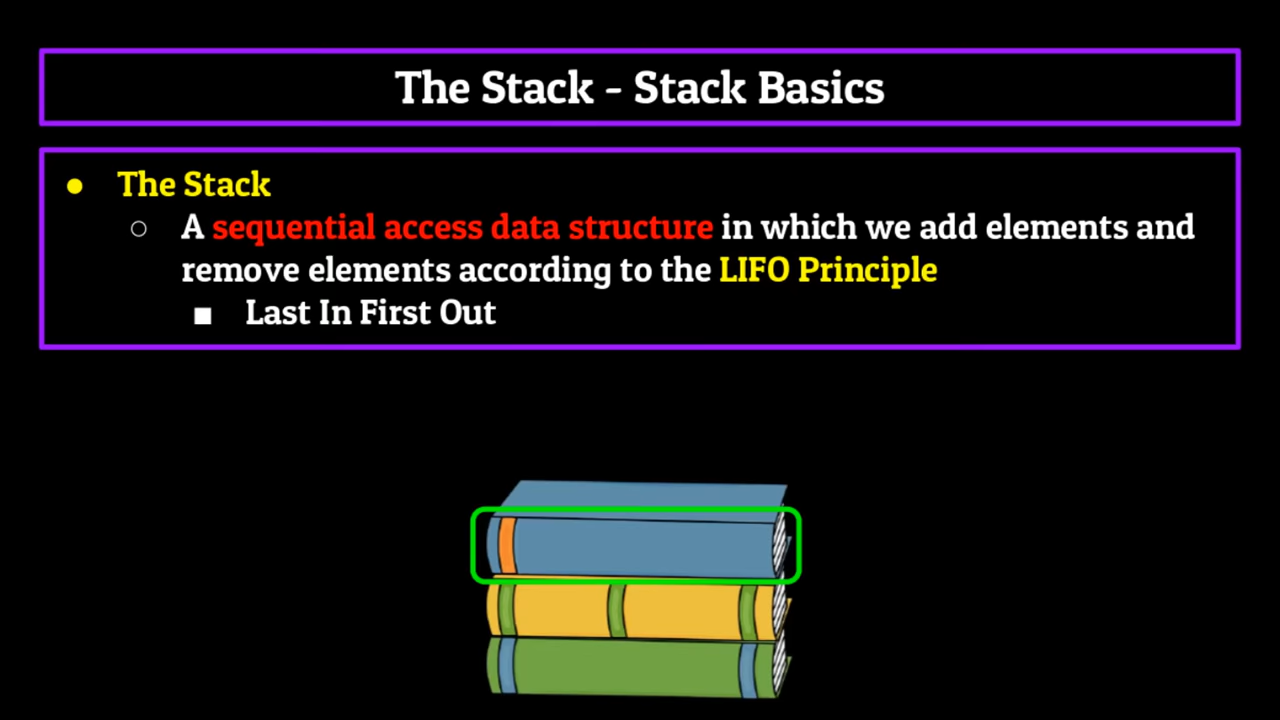 The Stack - Stack Basics
● The Stack
○ A sequential access data structure in which we add elements and
remove elements according to the LIFO Principle
■ Last In First Out